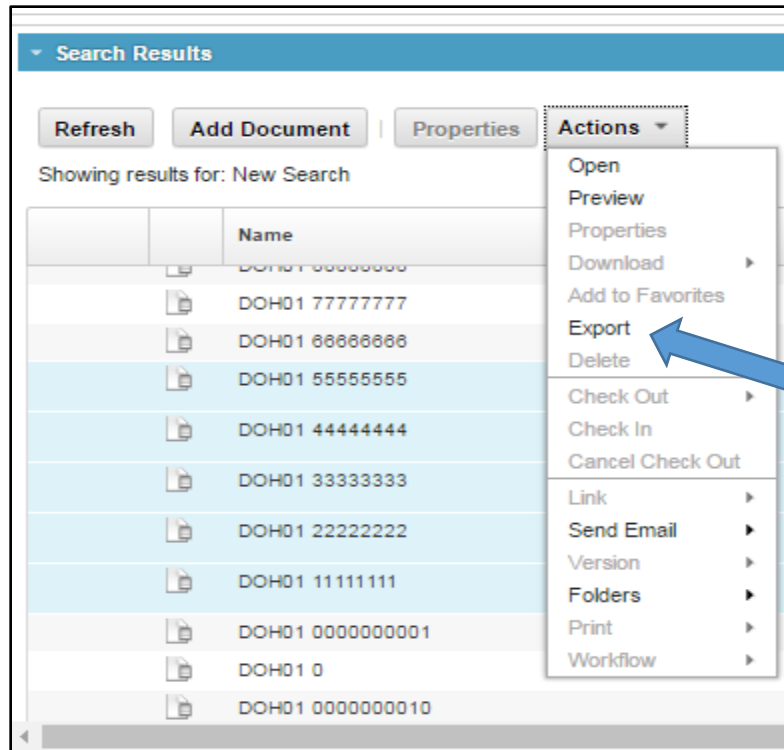 Search Results
Refresh Add Document Properties Actions
Showing results for: New Search
Name
DOH01 77777777
DOH01 66666666
DOH01 55555555
DOH01 44444444
DOH01 33333333
DOH01 22222222
DOH01 11111111
DOH01 0000000001
DOH01 0
DOH01 0000000010
Open
Preview
Properties
Download
Add to Favorites
Export
Delete
Check Out
Check In
Cancel Check Out
Link
Send Email
Version
Folders
Print
Workflow